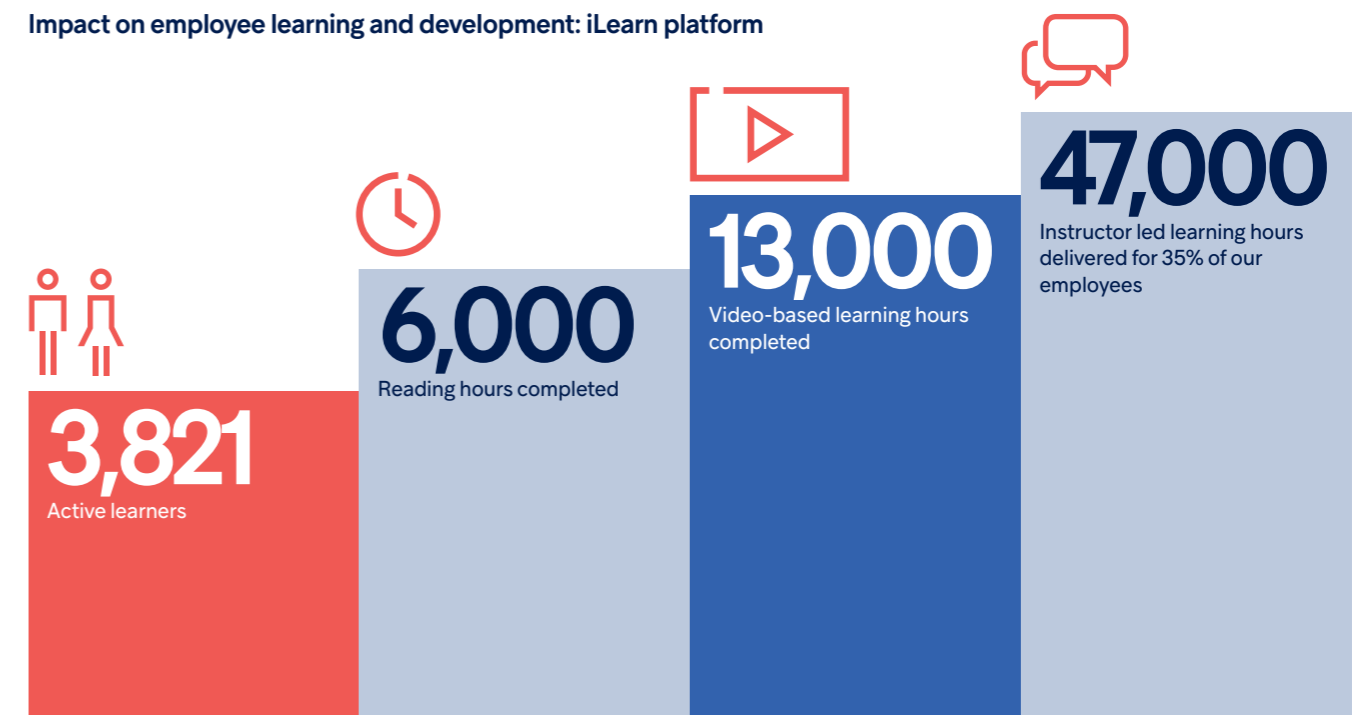 Impact on employee learning and development: iLearn platform
3,821
Active learners
6,000
Reading hours completed
13,000
Video-based learning hours
completed
47,000
Instructor led learning hours
delivered for 35% of our
employees